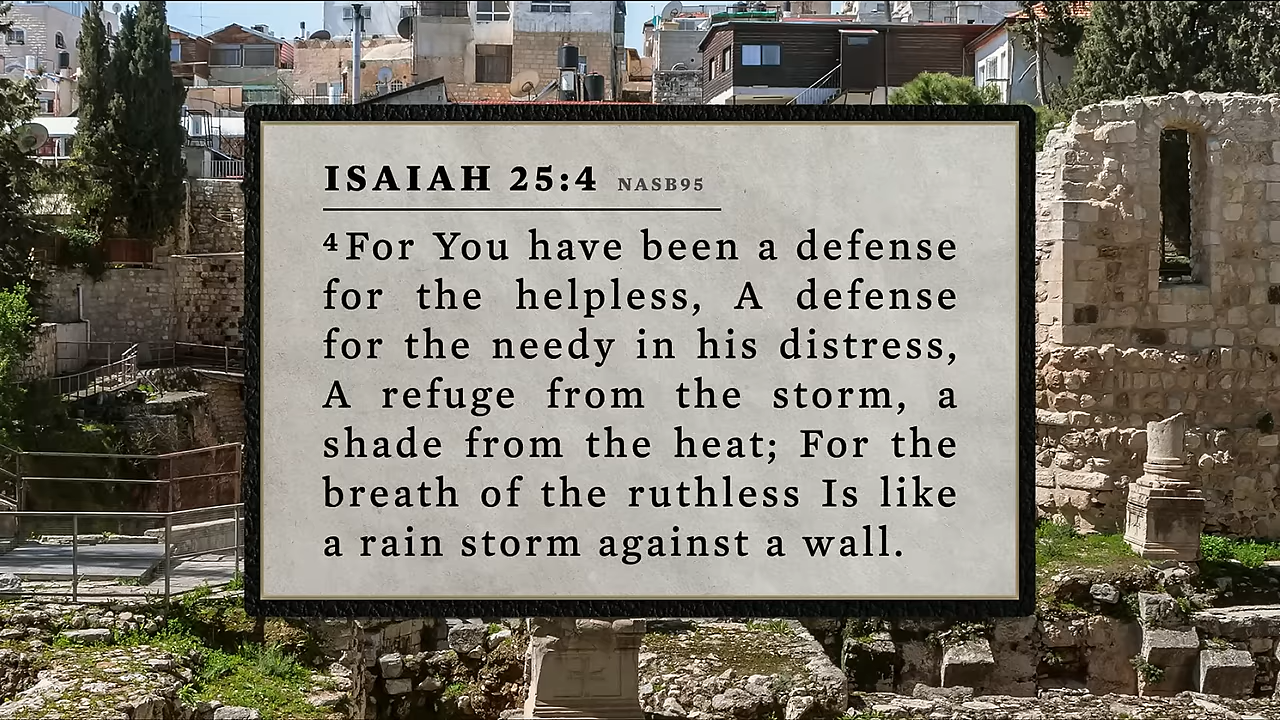 ISAIAH 25:4 NASB95
⁴For You have been a defense
for the helpless, A defense
for the needy in his distress,
A refuge from the storm, a
shade from the heat; For the
breath of the ruthless Is like
a rain storm against a wall.